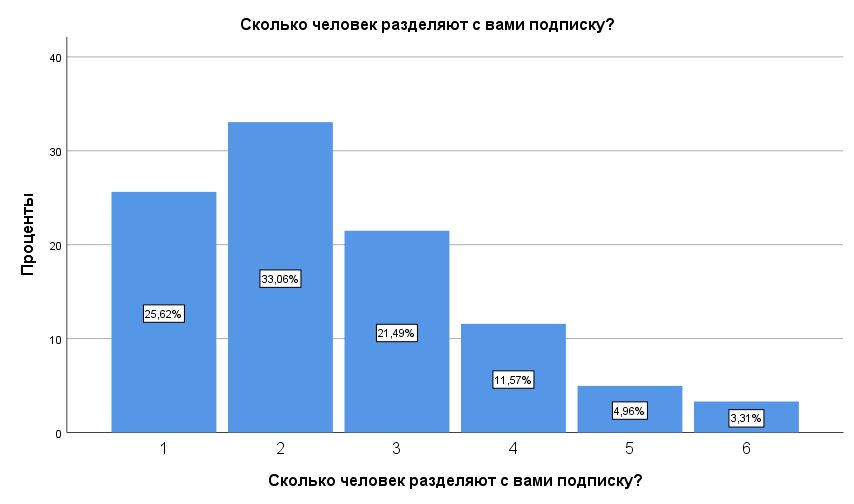 Сколько человек разделяют с вами подписку?
Проценты
40
30
20
10
0
25,62%
33,06%
21,49%
11,57%
4,96%
3,31%
1 2 3 4 5 6
Сколько человек разделяют с вами подписку?